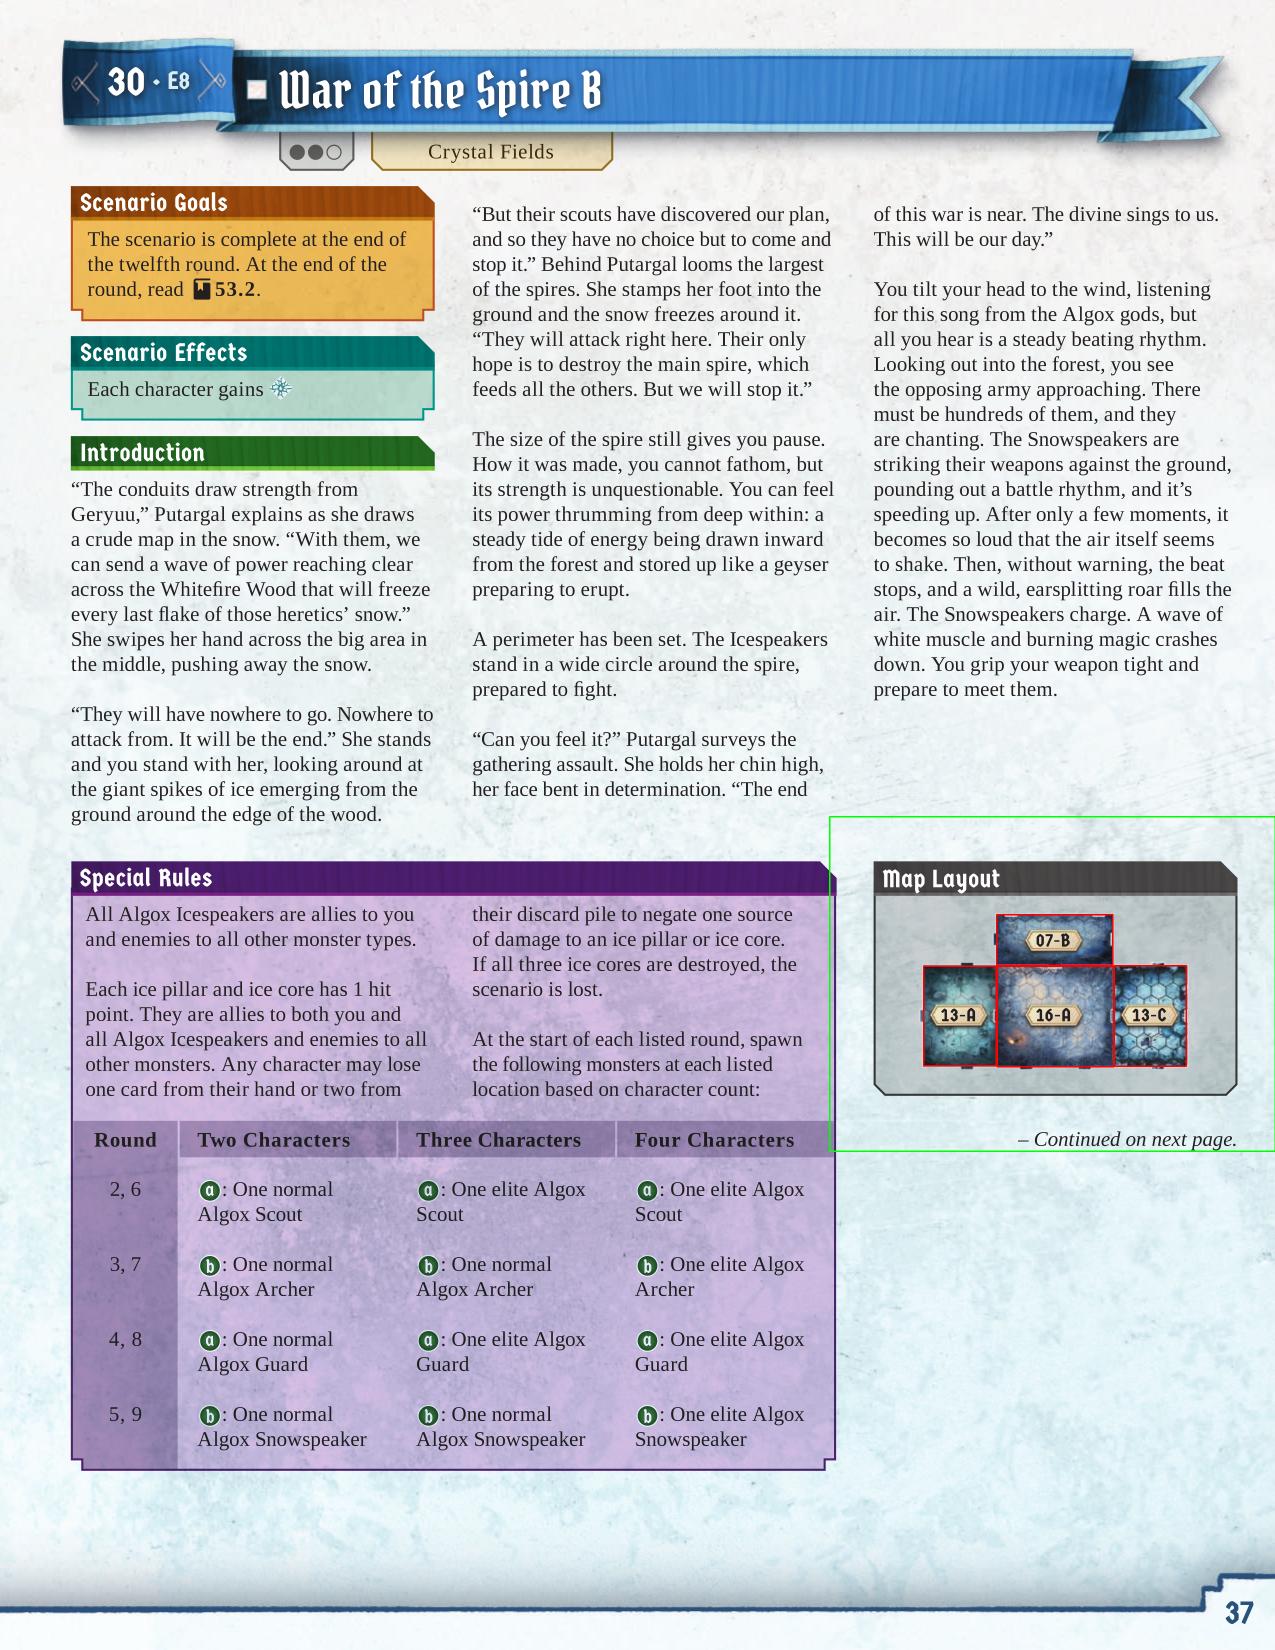 30 · E8
War of the Spire B
Crystal Fields
Scenario Goals
The scenario is complete at the end of
the twelfth round. At the end of the
round, read 53.2.
Scenario Effects
Each character gains
Introduction
“The conduits draw strength from
Geryuu,” Putargal explains as she draws
a crude map in the snow. “With them, we
can send a wave of power reaching clear
across the Whitefire Wood that will freeze
every last flake of those heretics’ snow.”
She swipes her hand across the big area in
the middle, pushing away the snow.
“They will have nowhere to go. Nowhere to
attack from. It will be the end.” She stands
and you stand with her, looking around at
the giant spikes of ice emerging from the
ground around the edge of the wood.
“But their scouts have discovered our plan,
and so they have no choice but to come and
stop it.” Behind Putargal looms the largest
of the spires. She stamps her foot into the
ground and the snow freezes around it.
“They will attack right here. Their only
hope is to destroy the main spire, which
feeds all the others. But we will stop it.”
The size of the spire still gives you pause.
How it was made, you cannot fathom, but
its strength is unquestionable. You can feel
its power thrumming from deep within: a
steady tide of energy being drawn inward
from the forest and stored up like a geyser
preparing to erupt.
A perimeter has been set. The Icespeakers
stand in a wide circle around the spire,
prepared to fight.
“Can you feel it?” Putargal surveys the
gathering assault. She holds her chin high,
her face bent in determination. “The end
of this war is near. The divine sings to us.
This will be our day.”
You tilt your head to the wind, listening
for this song from the Algox gods, but
all you hear is a steady beating rhythm.
Looking out into the forest, you see
the opposing army approaching. There
must be hundreds of them, and they
are chanting. The Snowspeakers are
striking their weapons against the ground,
pounding out a battle rhythm, and it’s
speeding up. After only a few moments, it
becomes so loud that the air itself seems
to shake. Then, without warning, the beat
stops, and a wild, earsplitting roar fills the
air. The Snowspeakers charge. A wave of
white muscle and burning magic crashes
down. You grip your weapon tight and
prepare to meet them.
Special Rules
All Algox Icespeakers are allies to you
and enemies to all other monster types.
Each ice pillar and ice core has 1 hit
point. They are allies to both you and
all Algox Icespeakers and enemies to all
other monsters. Any character may lose
one card from their hand or two from
their discard pile to negate one source
of damage to an ice pillar or ice core.
If all three ice cores are destroyed, the
scenario is lost.
At the start of each listed round, spawn
the following monsters at each listed
location based on character count:
Round Two Characters Three Characters Four Characters
2, 6 a: One normal a: One elite Algox a: One elite Algox
Algox Scout Scout Scout
3, 7 b: One normal b: One normal b: One elite Algox
Algox Archer Algox Archer Archer
4, 8 a: One normal a: One elite Algox a: One elite Algox
Algox Guard Guard Guard
5, 9 b: One normal b: One normal b: One elite Algox
Algox Snowspeaker Algox Snowspeaker Snowspeaker
Map Layout
07-B
13-A 16-A 13-C
– Continued on next page.
37